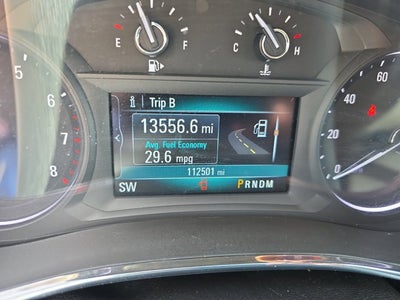 E F C H
i Trip B
13556.6 mi
Avg. Fuel Economy
29.6 mpg
112501 mi
SW PRNDM
6
7
8
60
40
20
0